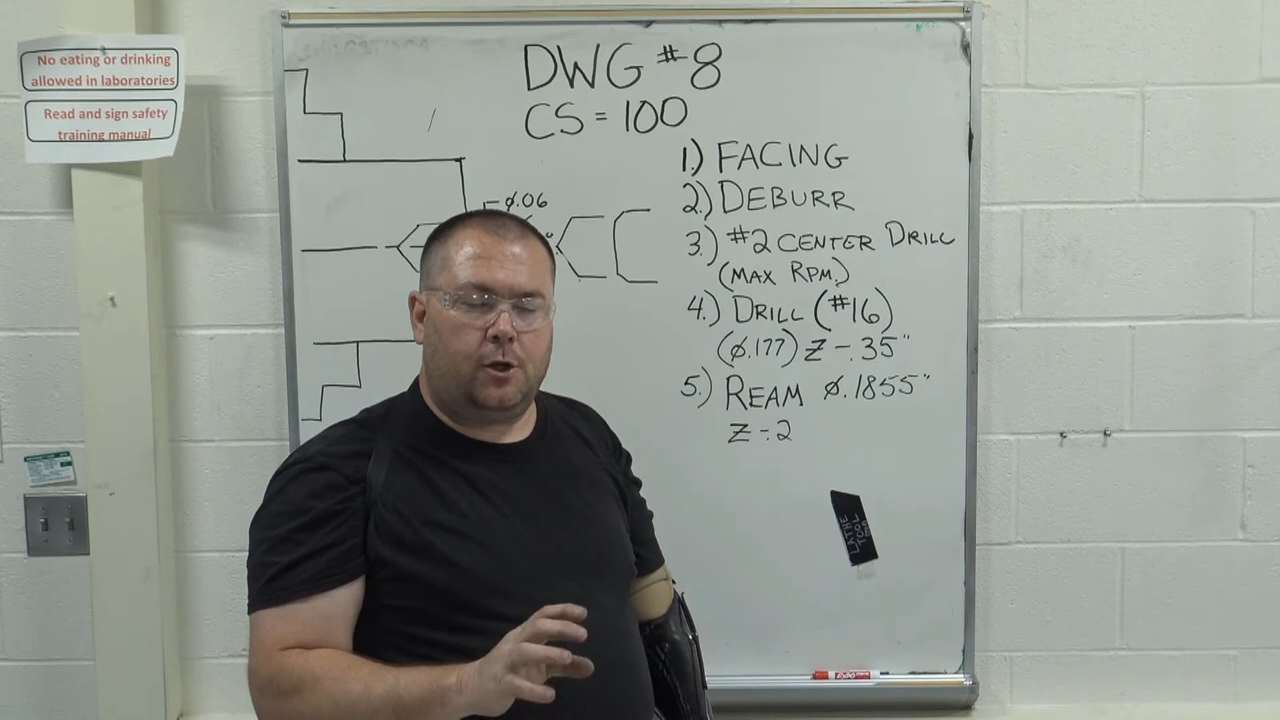 No eating or drinking
allowed in laboratories
Read and sign safety
training manual
DWG #8
CS = 100
Ø.06
1.) FACING
2.) DEBURR
3.) #2 CENTER DRILL
(MAX RPM.)
4.) DRILL (#16)
(Ø.177) Z -.35"
5.) REAM Ø.1855"
Z -.2
LATHE
TOOL
EXPO